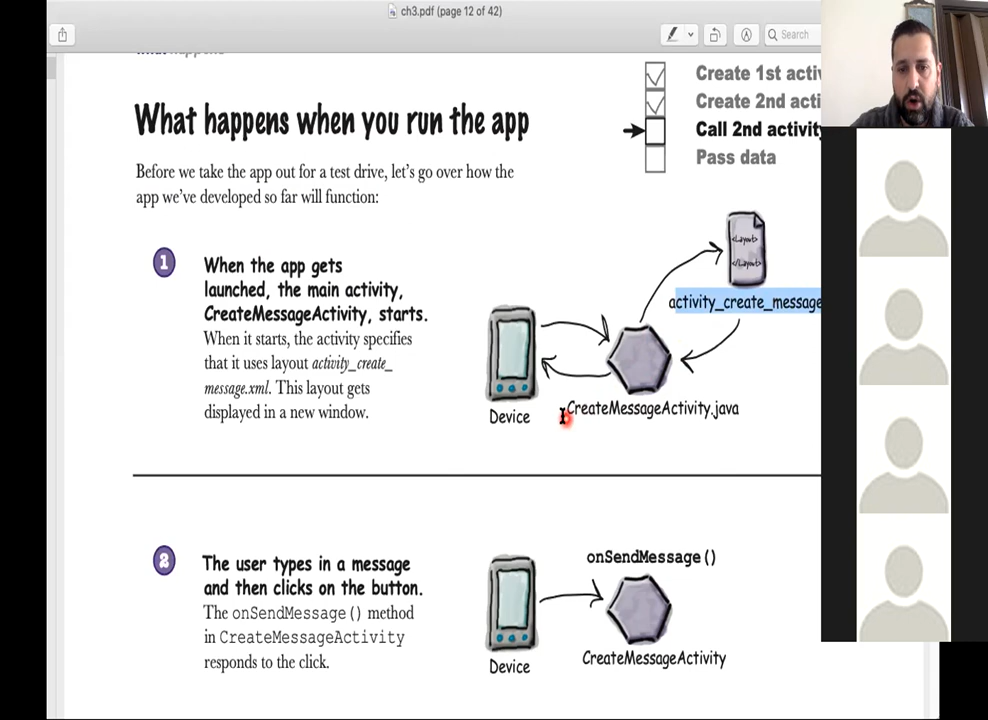 ch3.pdf (page 12 of 42)
Search
Create 1st activ
Create 2nd acti
Call 2nd activity
Pass data
What happens when you run the app
Before we take the app out for a test drive, let's go over how the
app we've developed so far will function:
1
When the app gets
launched, the main activity,
CreateMessageActivity, starts.
When it starts, the activity specifies
that it uses layout activity_create_
message.xml. This layout gets
displayed in a new window.
<Layout>
</Layout>
activity_create_message
Device
CreateMessageActivity.java
2
The user types in a message
and then clicks on the button.
The onSendMessage() method
in CreateMessageActivity
responds to the click.
onSendMessage()
Device
CreateMessageActivity